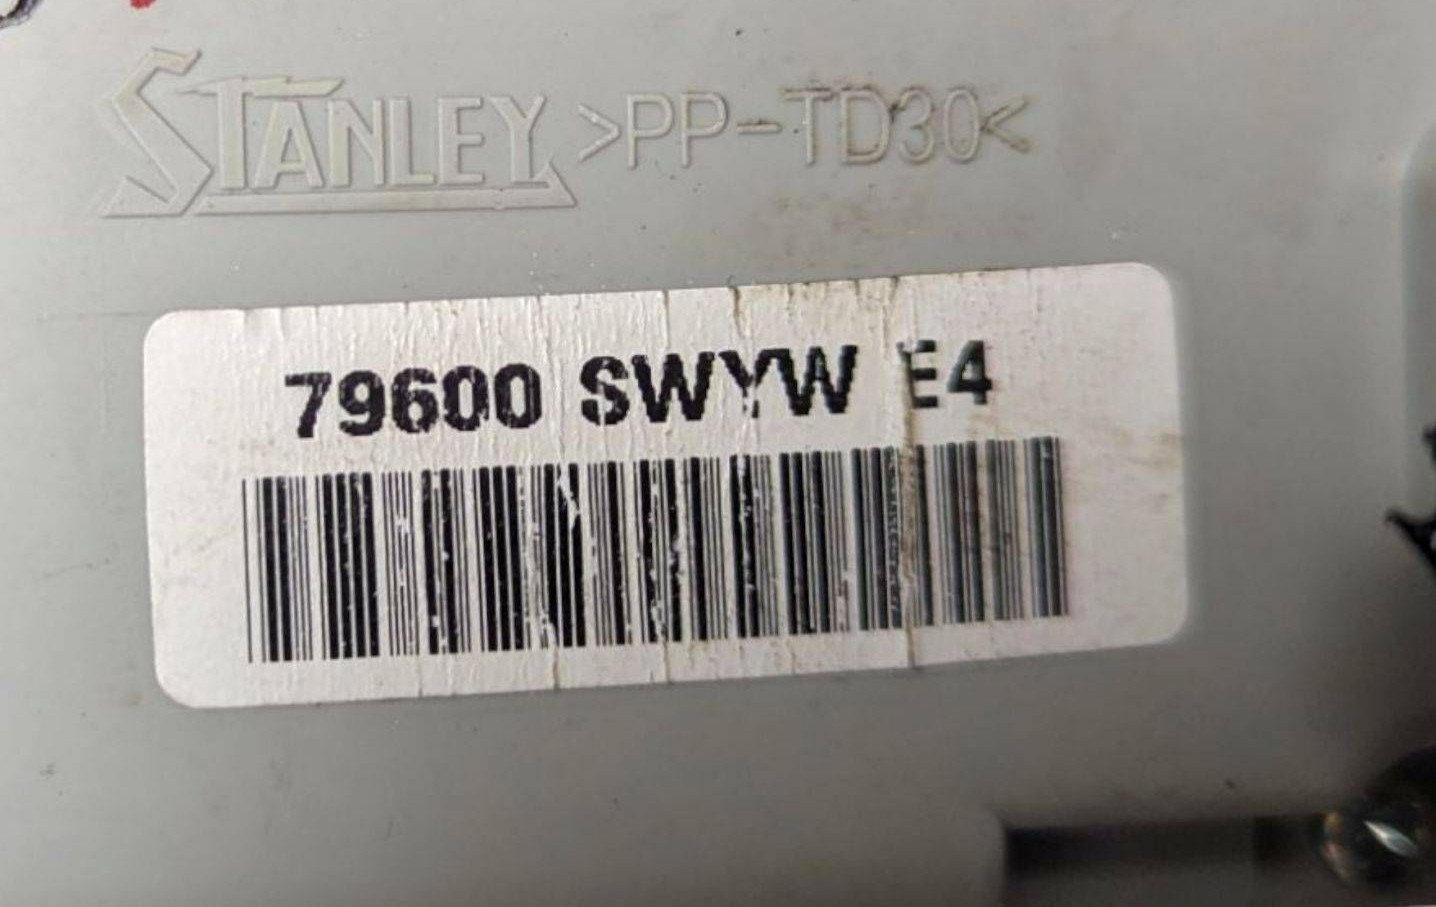 STANLEY >PP-TD30<
79600 SWYW E4